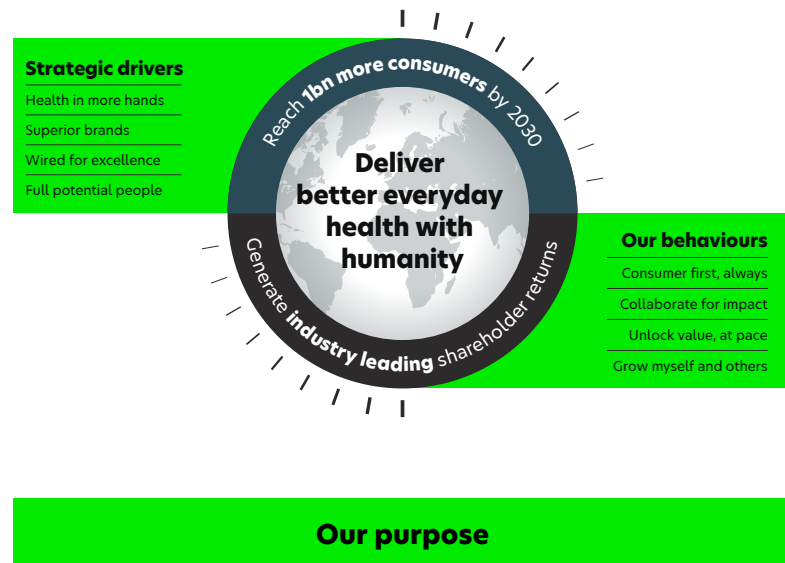 Strategic drivers
Health in more hands
Superior brands
Wired for excellence
Full potential people
Reach 1bn more consumers by 2030
Deliver
better everyday
health with
humanity
Generate industry leading shareholder returns
Our behaviours
Consumer first, always
Collaborate for impact
Unlock value, at pace
Grow myself and others
Our purpose